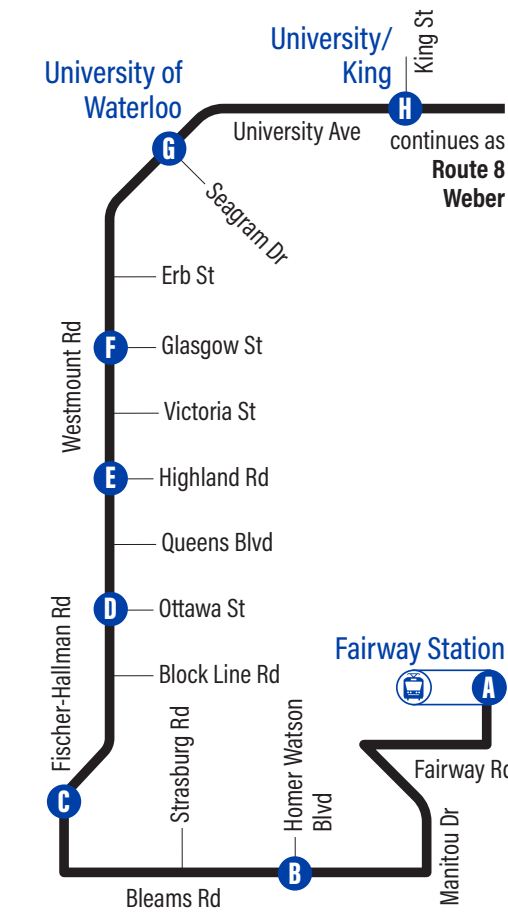 University/
King
King St
University of
Waterloo
H
University Ave
continues as
Route 8
Weber
G
Seagram Dr
Erb St
Westmount Rd
F
Glasgow St
Victoria St
E
Highland Rd
Queens Blvd
D
Ottawa St
Fischer-Hallman Rd
Block Line Rd
Fairway Station
A
Fairway Rd
Strasburg Rd
Homer Watson
Blvd
Manitou Dr
C
B
Bleams Rd